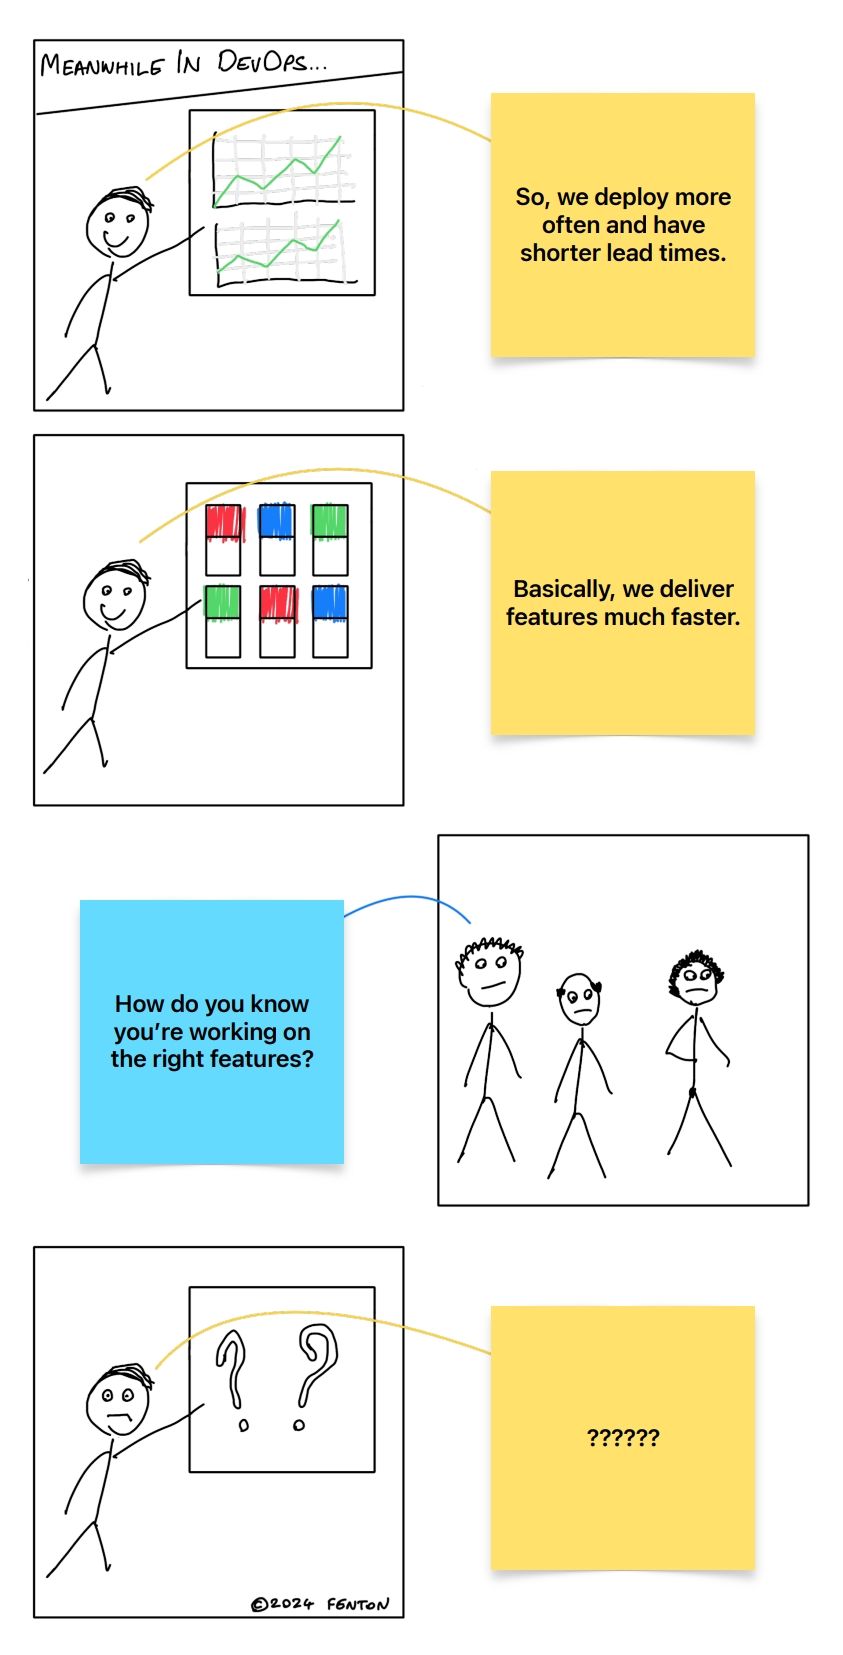 MEANWHILE IN DEVOPS...
So, we deploy more
often and have
shorter lead times.
Basically, we deliver
features much faster.
How do you know
you’re working on
the right features?
? ?
??????
©2024 FENTON